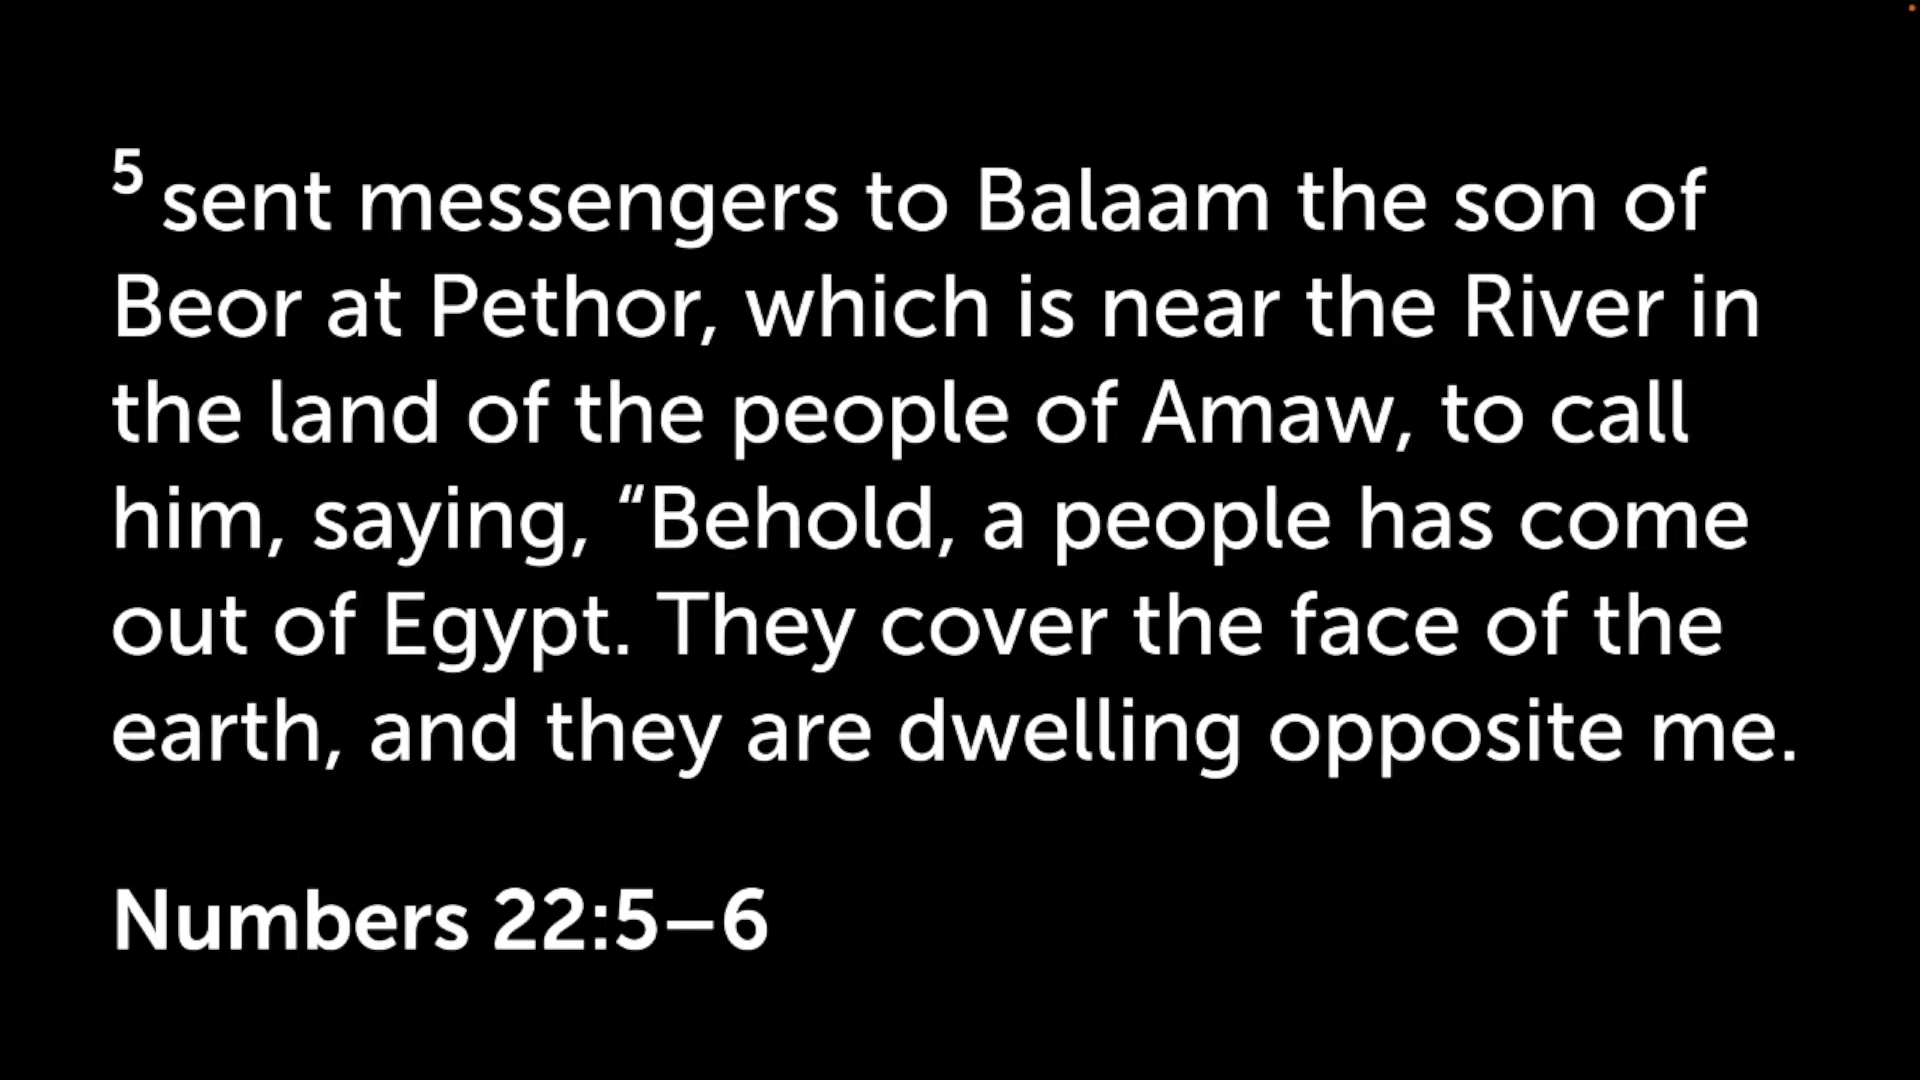 5 sent messengers to Balaam the son of
Beor at Pethor, which is near the River in
the land of the people of Amaw, to call
him, saying, “Behold, a people has come
out of Egypt. They cover the face of the
earth, and they are dwelling opposite me.
Numbers 22:5–6